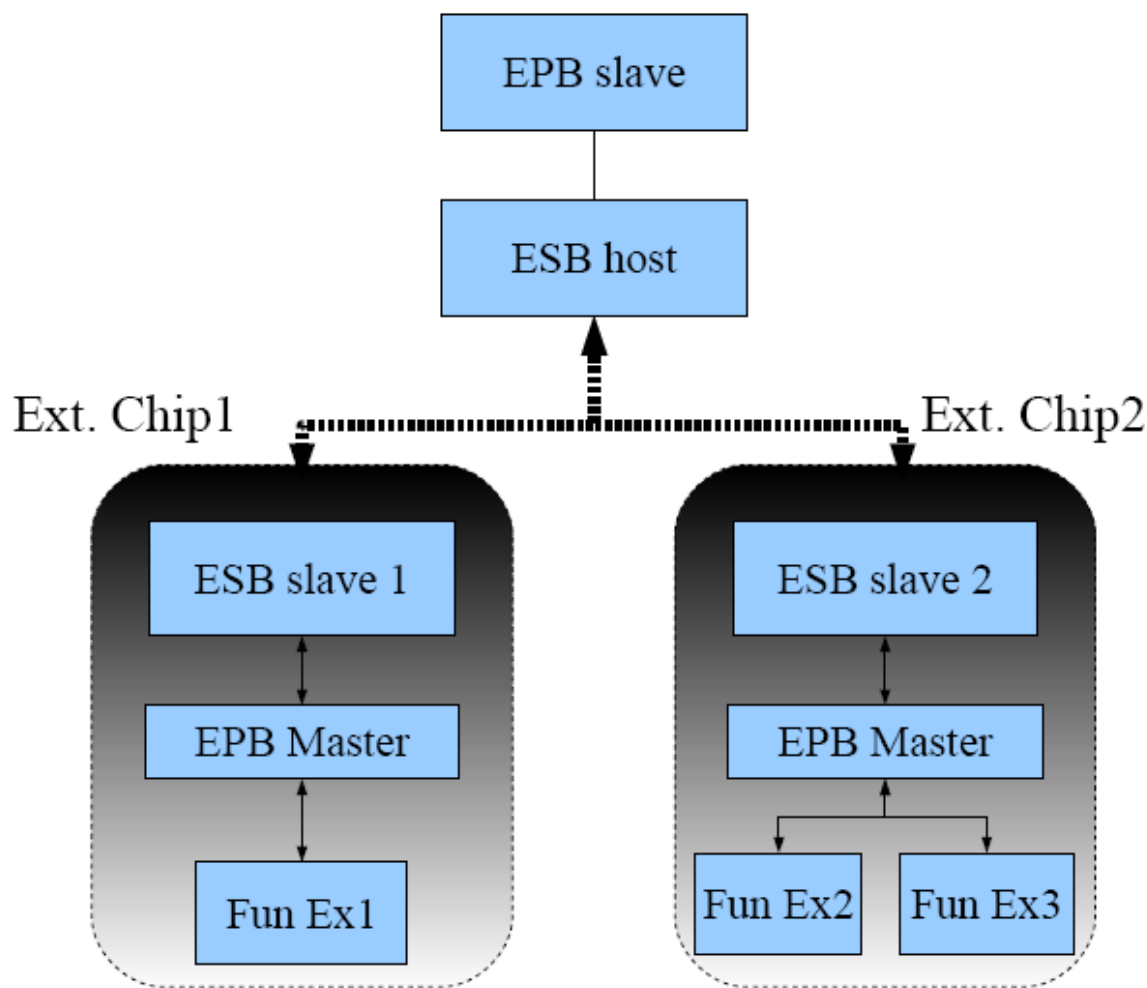 EPB slave
ESB host
Ext. Chip1
Ext. Chip2
ESB slave 1
ESB slave 2
EPB Master
EPB Master
Fun Ex1
Fun Ex2
Fun Ex3